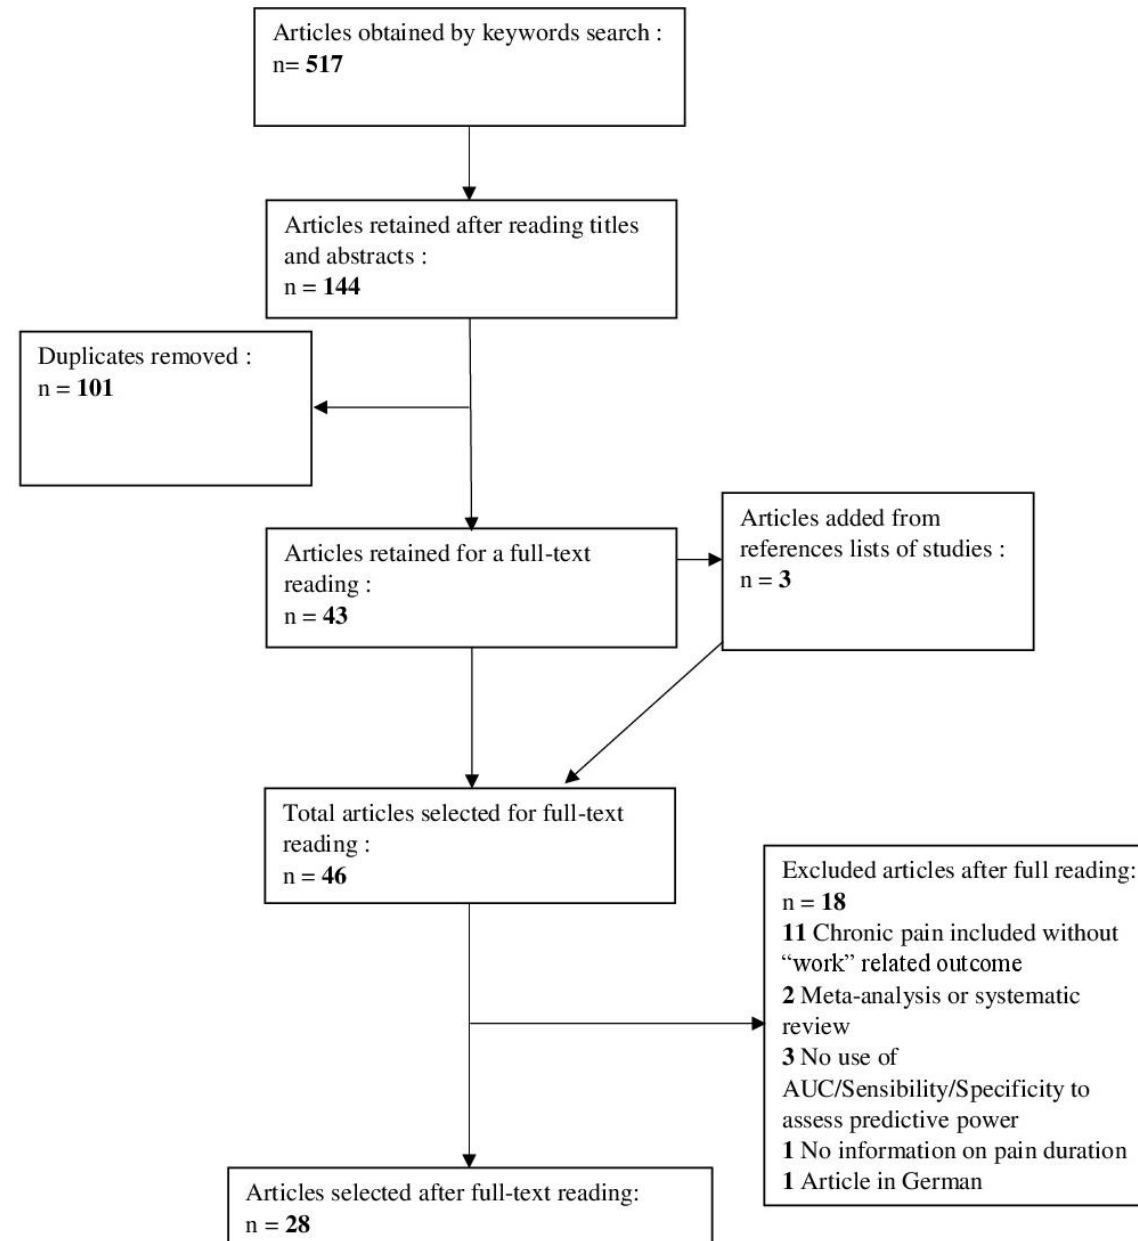 Articles obtained by keywords search :
n= 517
Articles retained after reading titles
and abstracts :
n = 144
Duplicates removed :
n = 101
Articles retained for a full-text
reading :
n = 43
Articles added from
references lists of studies :
n = 3
Total articles selected for full-text
reading :
n = 46
Excluded articles after full reading:
n = 18
11 Chronic pain included without
“work” related outcome
2 Meta-analysis or systematic
review
3 No use of
AUC/Sensibility/Specificity to
assess predictive power
1 No information on pain duration
1 Article in German
Articles selected after full-text reading:
n = 28